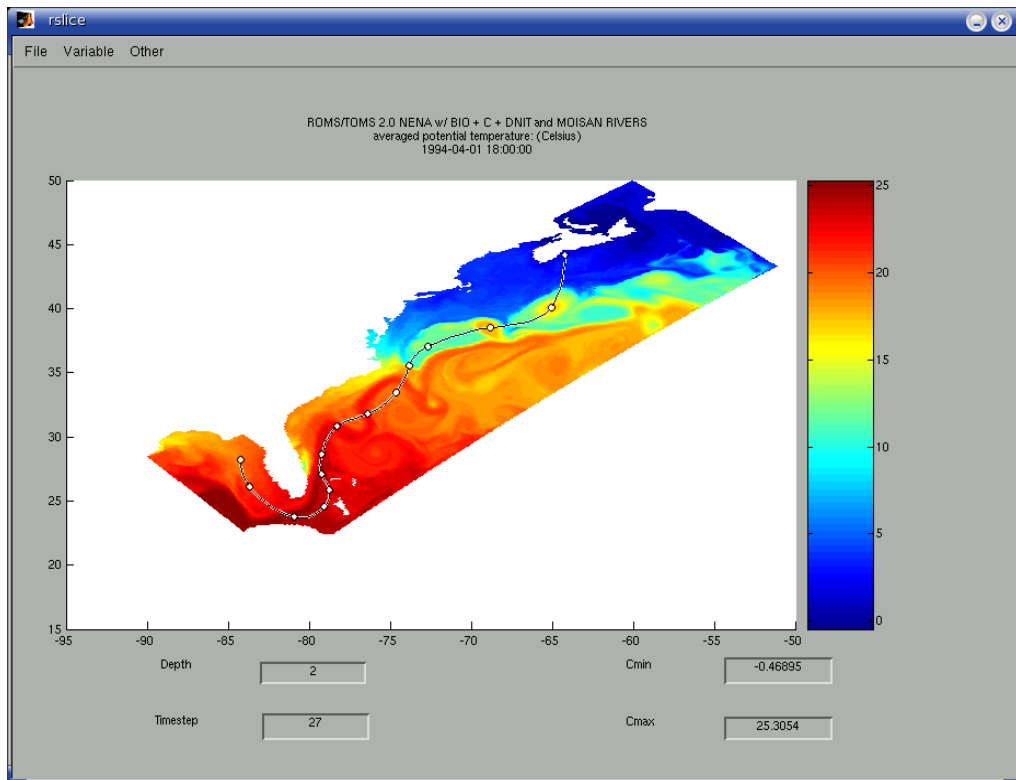 rslice
File Variable Other
ROMS/TOMS 2.0 NENA w/ BIO + C + DNIT and MOISAN RIVERS
averaged potential temperature: (Celsius)
1994-04-01 18:00:00
50
45
40
35
30
25
20
15
-95 -90 -85 -80 -75 -70 -65 -60 -55 -50
25
20
15
10
5
0
Depth 2 Cmin -0.46895
Timestep 27 Cmax 25.3054